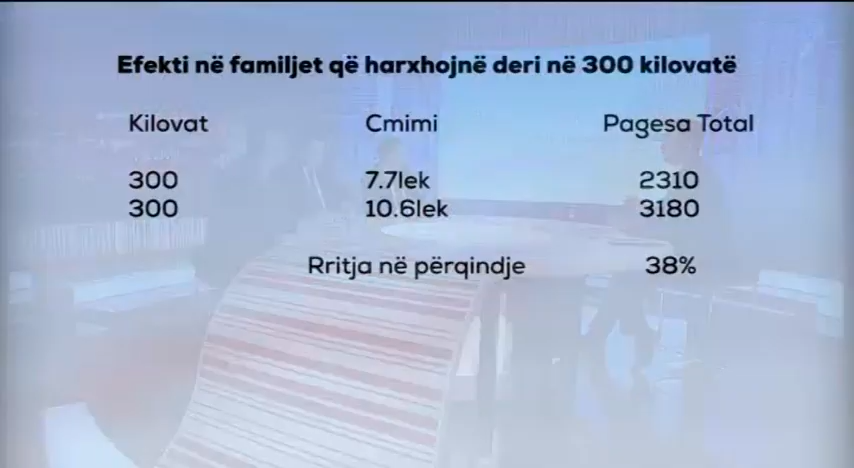 Efekti në familjet që harxhojnë deri në 300 kilovatë
Kilovat Cmimi Pagesa Total
300 7.7lek 2310
300 10.6lek 3180
Rritja në përqindje 38%